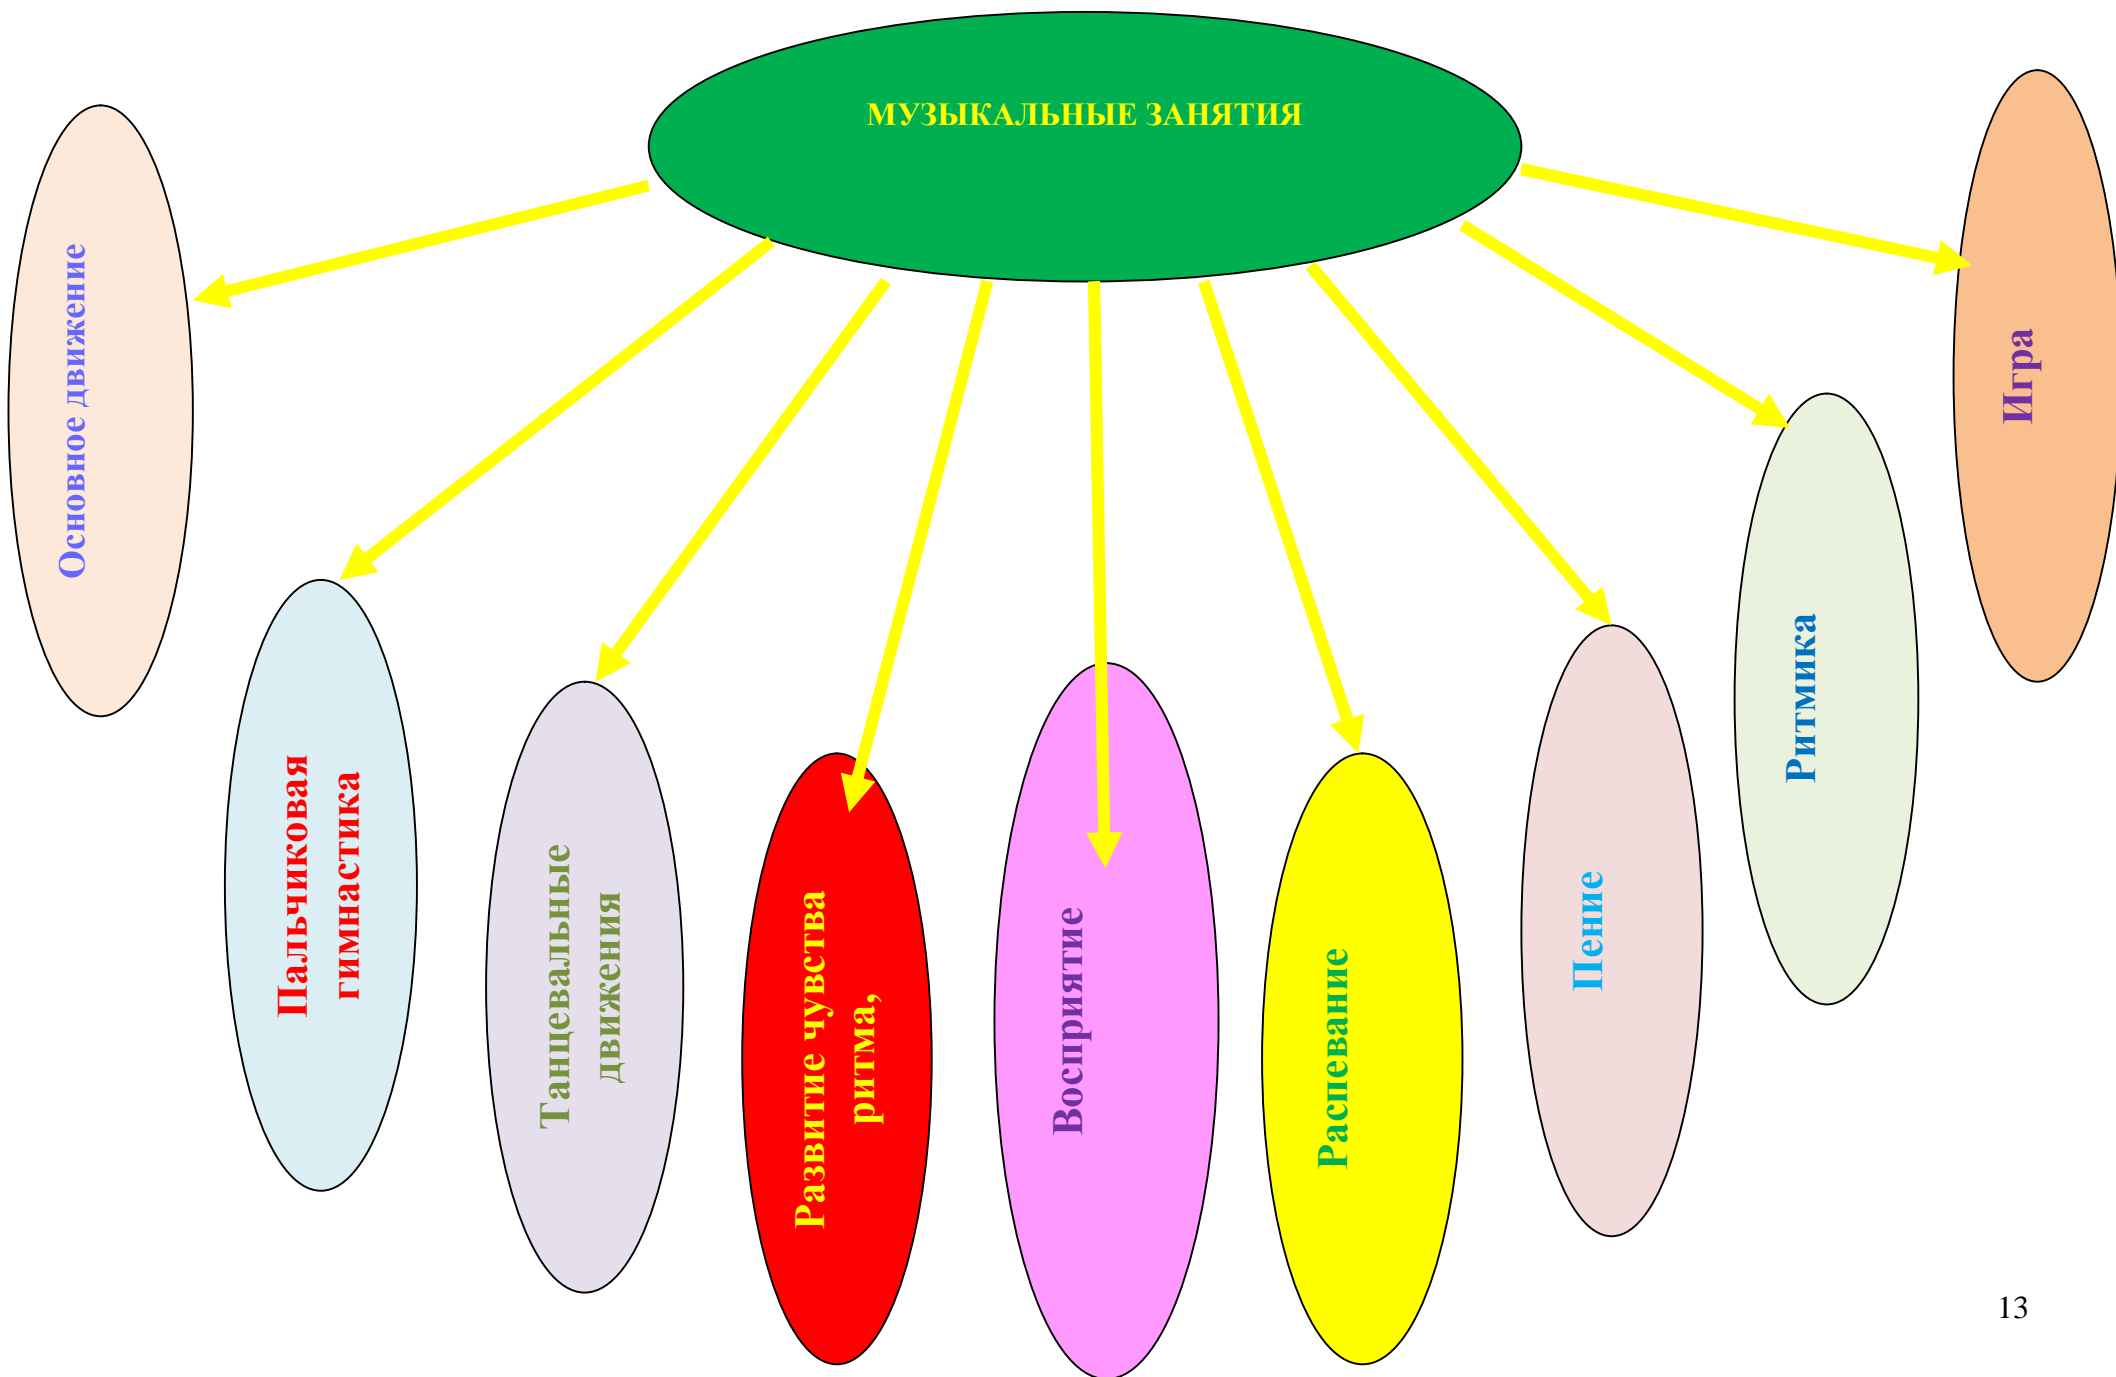 МУЗЫКАЛЬНЫЕ ЗАНЯТИЯ
Основное движение
Пальчиковая
гимнастика
Танцевальные
движения
Развитие чувства
ритма,
Восприятие
Распевание
Пение
Ритмика
Игра
13